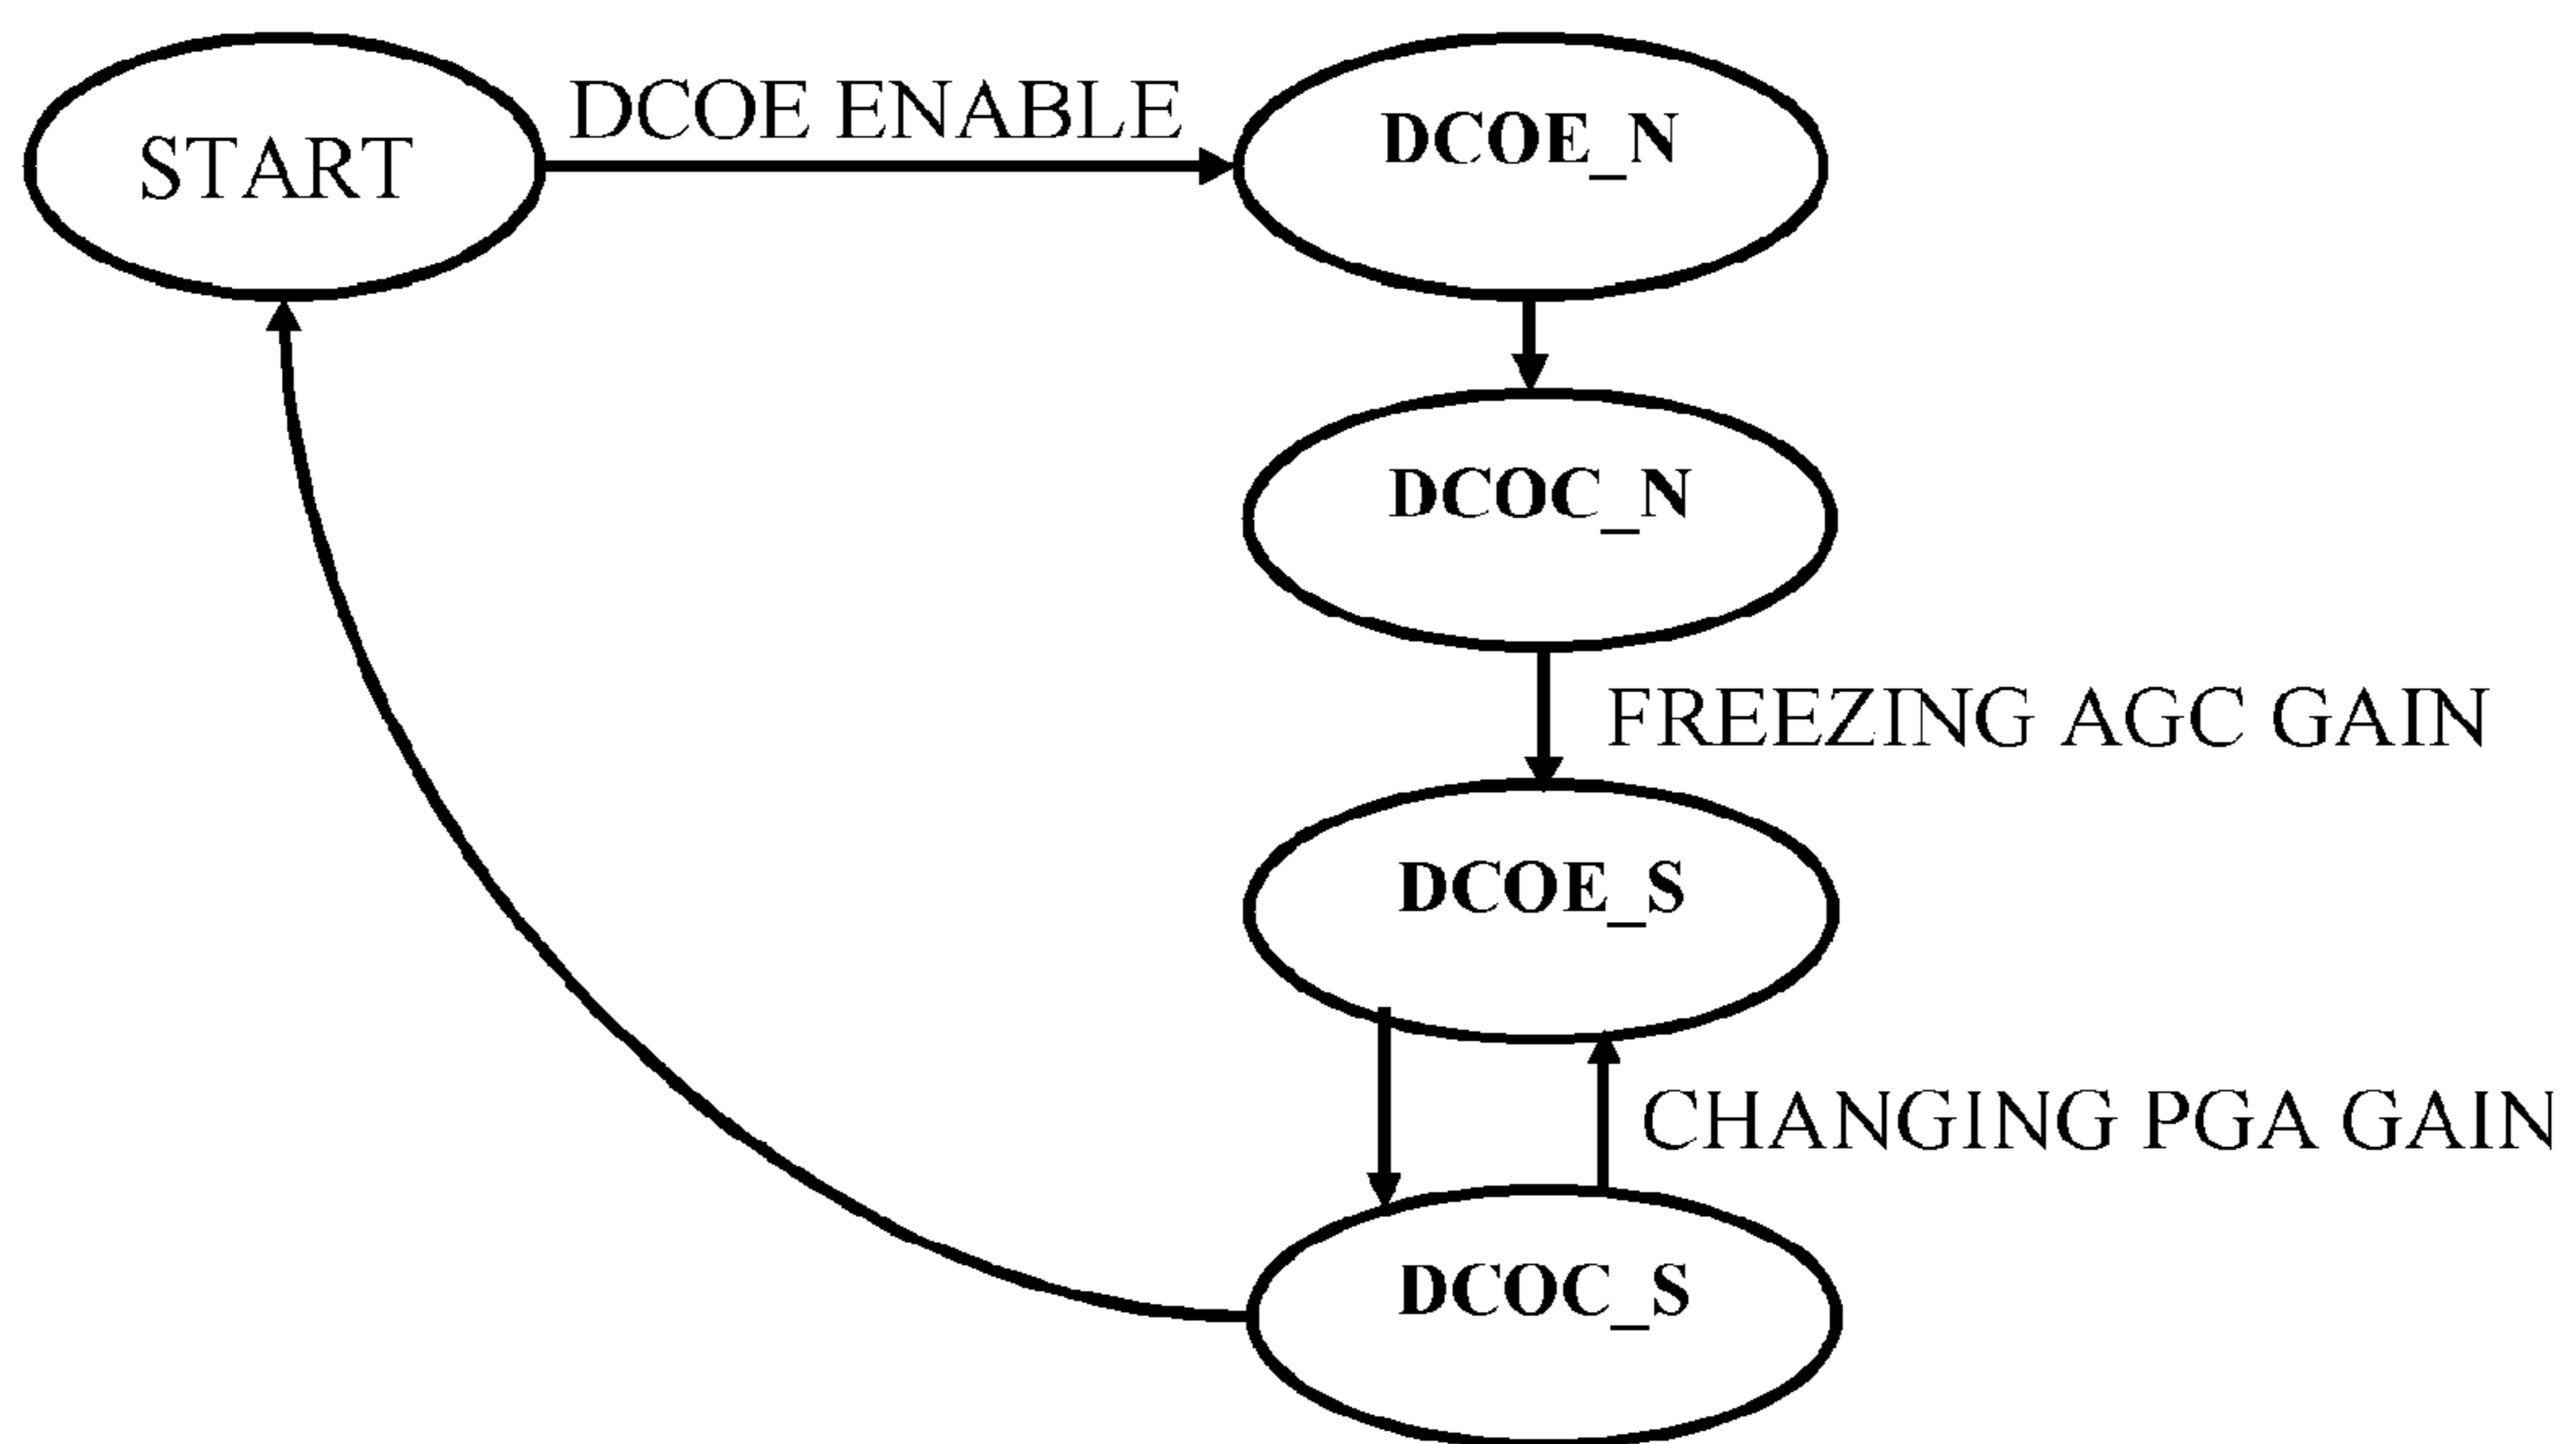 START
DCOE ENABLE
DCOE_N
DCOC_N
FREEZING AGC GAIN
DCOE_S
CHANGING PGA GAIN
DCOC_S